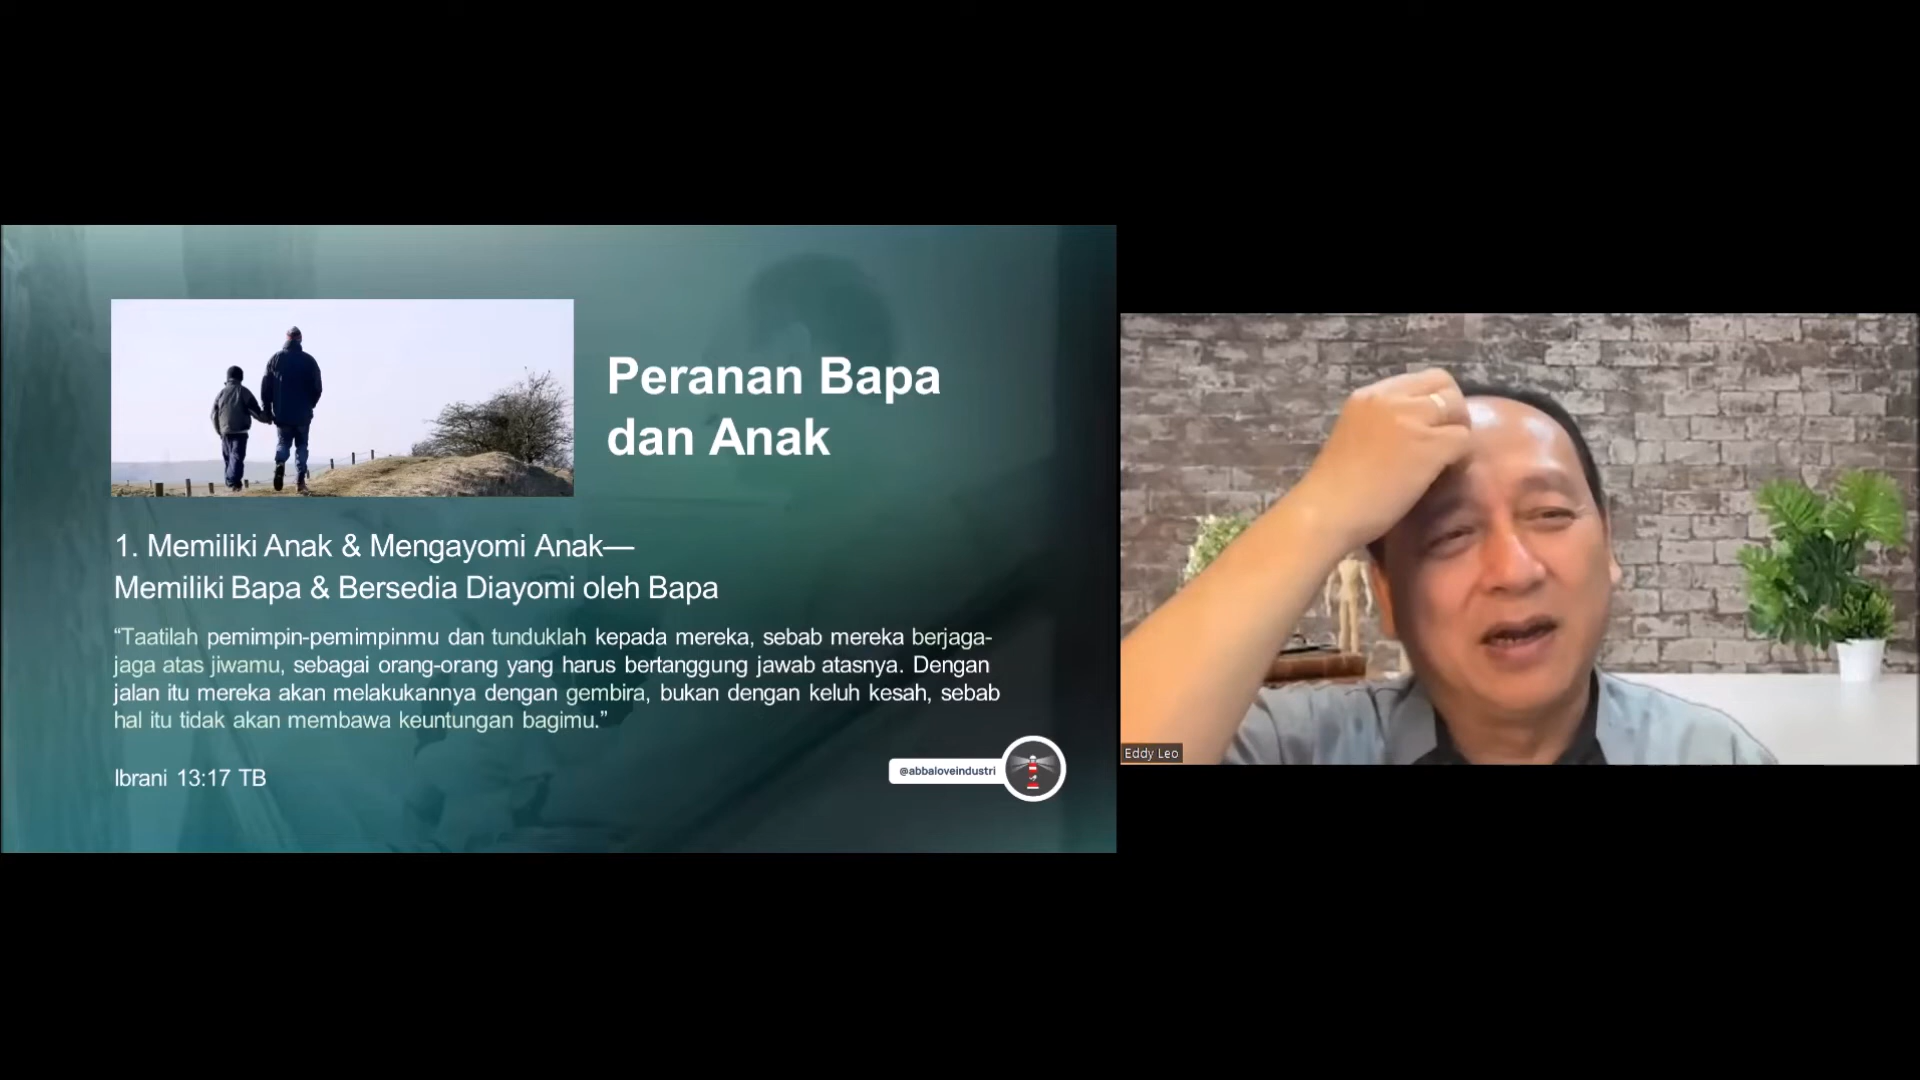 Peranan Bapa
dan Anak
1. Memiliki Anak & Mengayomi Anak—
Memiliki Bapa & Bersedia Diayomi oleh Bapa
“Taatilah pemimpin-pemimpinmu dan tunduklah kepada mereka, sebab mereka berjaga-
jaga atas jiwamu, sebagai orang-orang yang harus bertanggung jawab atasnya. Dengan
jalan itu mereka akan melakukannya dengan gembira, bukan dengan keluh kesah, sebab
hal itu tidak akan membawa keuntungan bagimu.”
Ibrani 13:17 TB
@abbaloveindustri
Eddy Leo